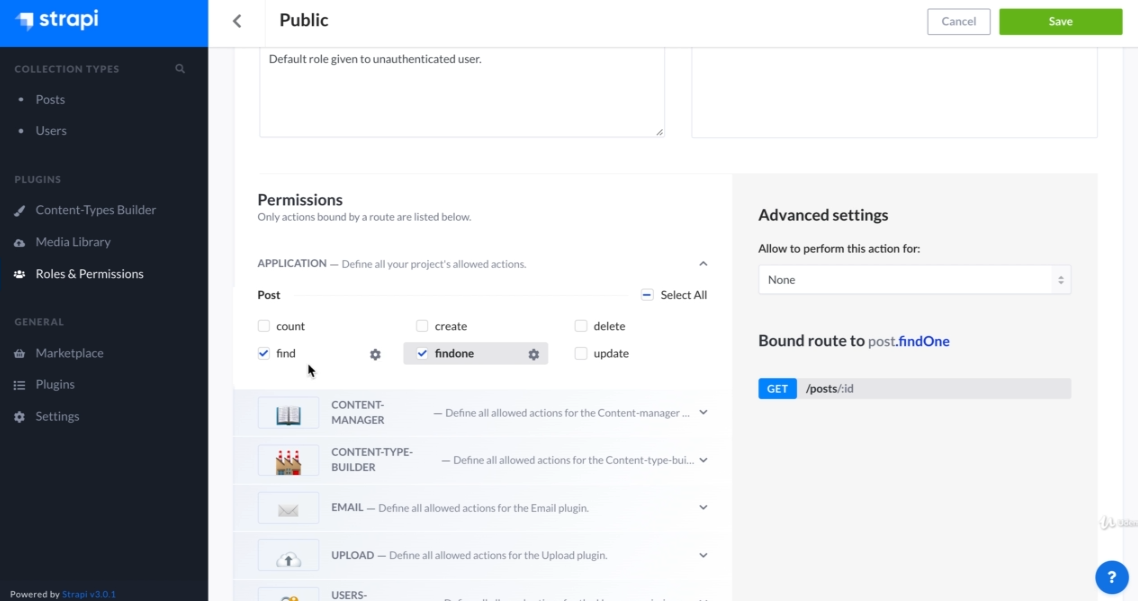 strapi
Public
Cancel
Save
COLLECTION TYPES
Posts
Users
PLUGINS
Content-Types Builder
Media Library
Roles & Permissions
GENERAL
Marketplace
Plugins
Settings
Powered by Strapi v3.0.1
Default role given to unauthenticated user.
Permissions
Only actions bound by a route are listed below.
APPLICATION — Define all your project's allowed actions.
Post
Select All
count
create
delete
find
findone
update
CONTENT-
MANAGER
— Define all allowed actions for the Content-manager ...
CONTENT-TYPE-
BUILDER
— Define all allowed actions for the Content-type-bui...
EMAIL — Define all allowed actions for the Email plugin.
UPLOAD — Define all allowed actions for the Upload plugin.
USERS-
Advanced settings
Allow to perform this action for:
None
Bound route to post.findOne
GET /posts/:id
?